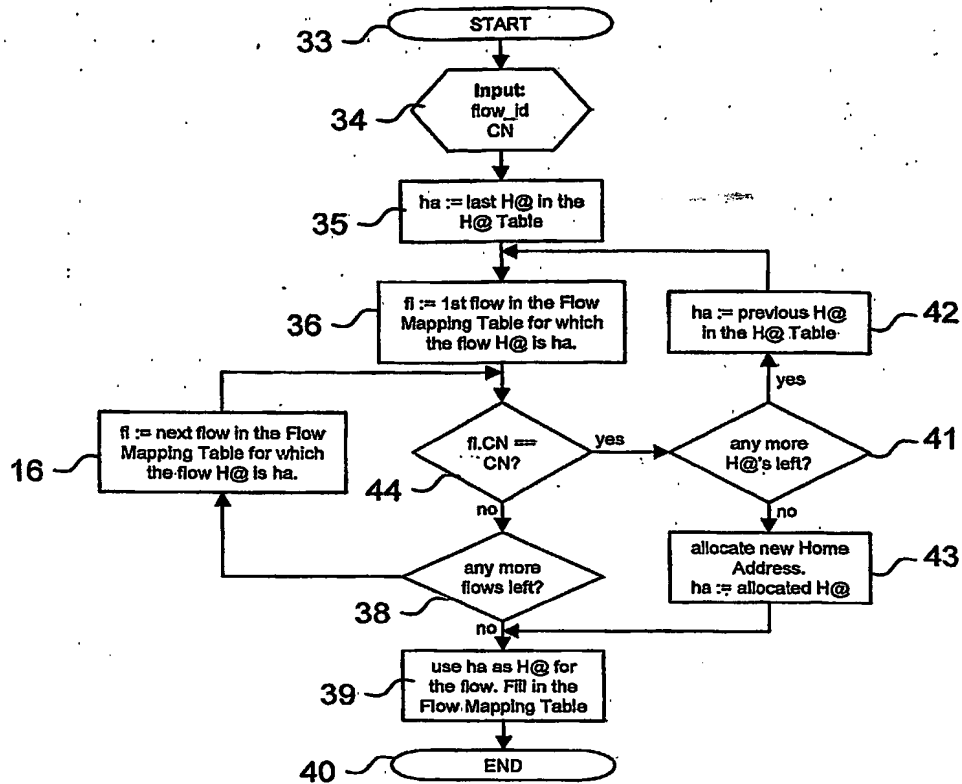 START
33
Input:
flow_id
CN
34
ha := last H@ in the
H@ Table
35
fl := 1st flow in the Flow
Mapping Table for which
the flow H@ is ha.
36
ha := previous H@
in the H@ Table
42
yes
fl := next flow in the Flow
Mapping Table for which
the flow H@ is ha.
16
fl.CN ==
CN?
44
yes
any more
H@'s left?
41
no
no
any more
flows left?
38
allocate new Home
Address.
ha := allocated H@
43
no
use ha as H@ for
the flow. Fill in the
Flow Mapping Table
39
END
40